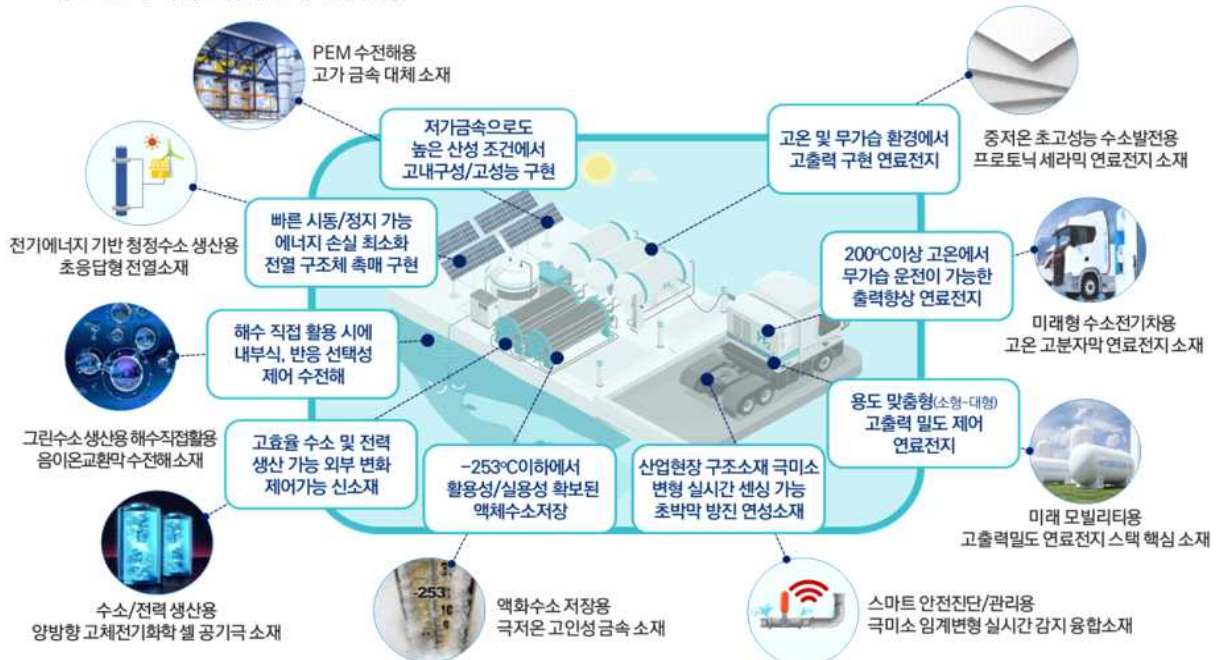 PEM 수전해용
고가 금속 대체 소재
저가금속으로도
높은 산성 조건에서
고내구성/고성능 구현
고온 및 무가습 환경에서
고출력 구현 연료전지
중저온 초고성능 수소발전용
프로토닉 세라믹 연료전지 소재
전기에너지 기반 청정수소 생산용
초응답형 전열소재
빠른 시동/정지 가능
에너지 손실 최소화
전열 구조체 촉매 구현
200℃이상 고온에서
무가습 운전이 가능한
출력향상 연료전지
미래형 수소전기차용
고온 고분자막 연료전지 소재
해수 직접 활용 시에
내부식, 반응 선택성
제어 수전해
그린수소 생산용 해수직접활용
음이온교환막 수전해 소재
용도 맞춤형(소형~대형)
고출력 밀도 제어
연료전지
미래 모빌리티용
고출력밀도 연료전지 스택 핵심 소재
고효율 수소 및 전력
생산 가능 외부 변화
제어가능 신소재
수소/전력 생산용
양방향 고체전기화학 셀 공기극 소재
-253℃이하에서
활용성/실용성 확보된
액체수소저장
-253
액화수소 저장용
극저온 고인성 금속 소재
산업현장 구조소재 극미소
변형 실시간 센싱 가능
초박막 방진 연성소재
스마트 안전진단/관리용
극미소 임계변형 실시간 감지 융합소재